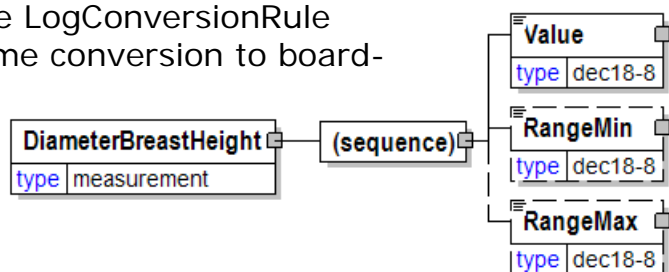 e LogConversionRule
me conversion to board-
Value
type dec18-8
DiameterBreastHeight
type measurement
(sequence)
RangeMin
type dec18-8
RangeMax
type dec18-8